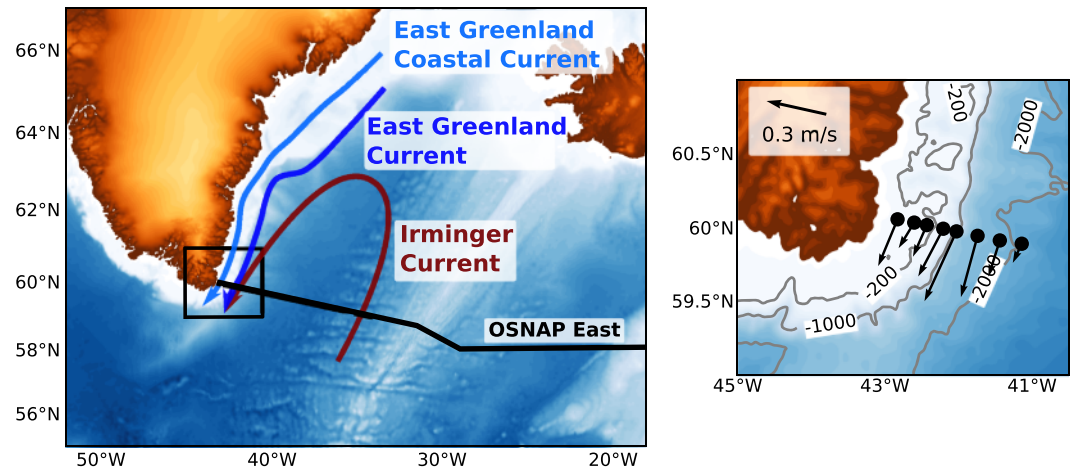 66°N
64°N
62°N
60°N
58°N
56°N
50°W
40°W
30°W
20°W
East Greenland
Coastal Current
East Greenland
Current
Irminger
Current
OSNAP East
60.5°N
60°N
59.5°N
45°W
43°W
41°W
0.3 m/s
-200
-2000
-200
-2000
-1000